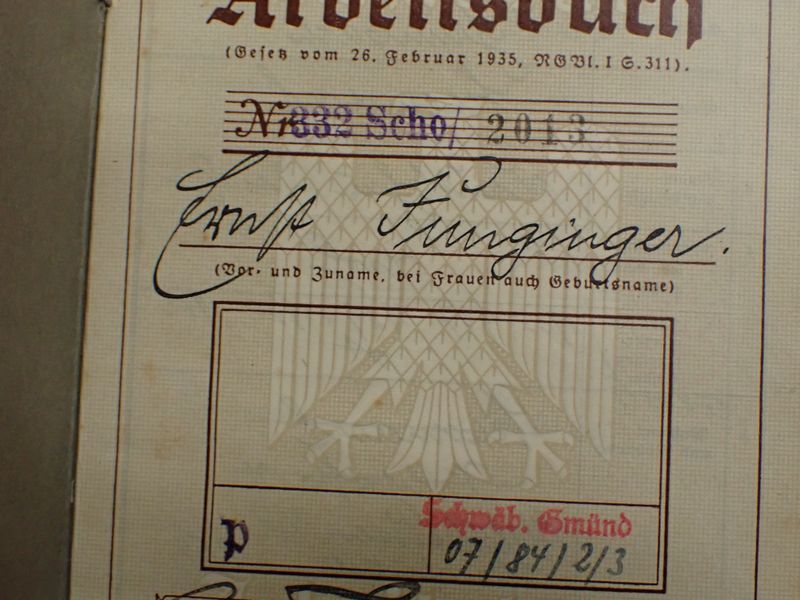 Arbeitsbuch
(Gesetz vom 26. Februar 1935, RGBl. I S. 311).
Nr. 332 Scho/ 2013
Ernst Funginger.
(Vor- und Zuname, bei Frauen auch Geburtsname)
P
Schwäb. Gmünd
07/84/2/3